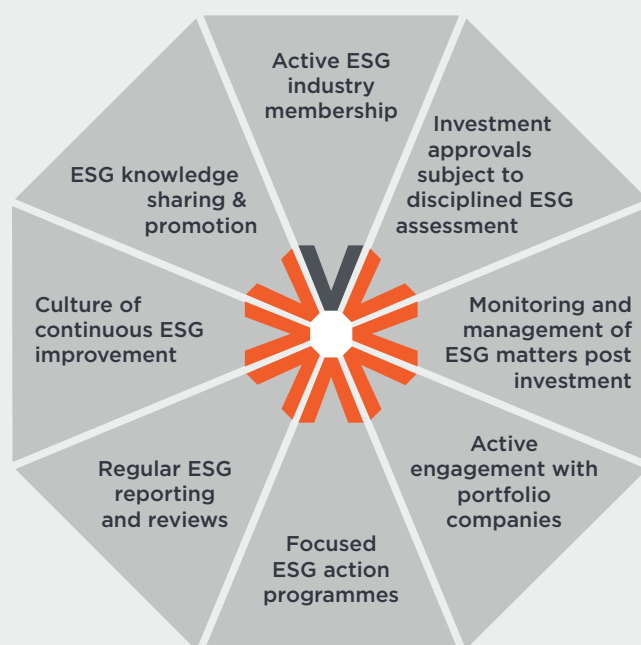 Active ESG
industry
membership
Investment
approvals
subject to
disciplined ESG
assessment
Monitoring and
management of
ESG matters post
investment
Active
engagement with
portfolio
companies
Focused
ESG action
programmes
Regular ESG
reporting
and reviews
Culture of
continuous ESG
improvement
ESG knowledge
sharing &
promotion